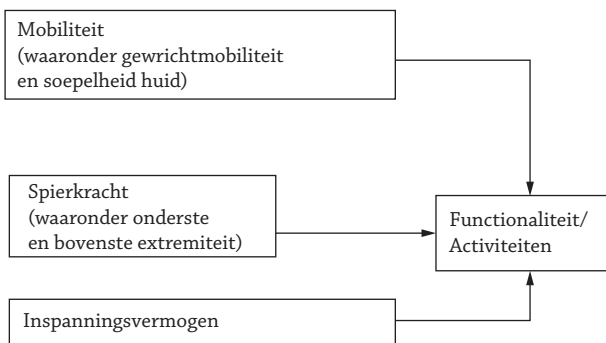 Mobiliteit
(waaronder gewrichtmobiliteit
en soepelheid huid)
Spierkracht
(waaronder onderste
en bovenste extremiteit)
Functionaliteit/
Activiteiten
Inspanningsvermogen